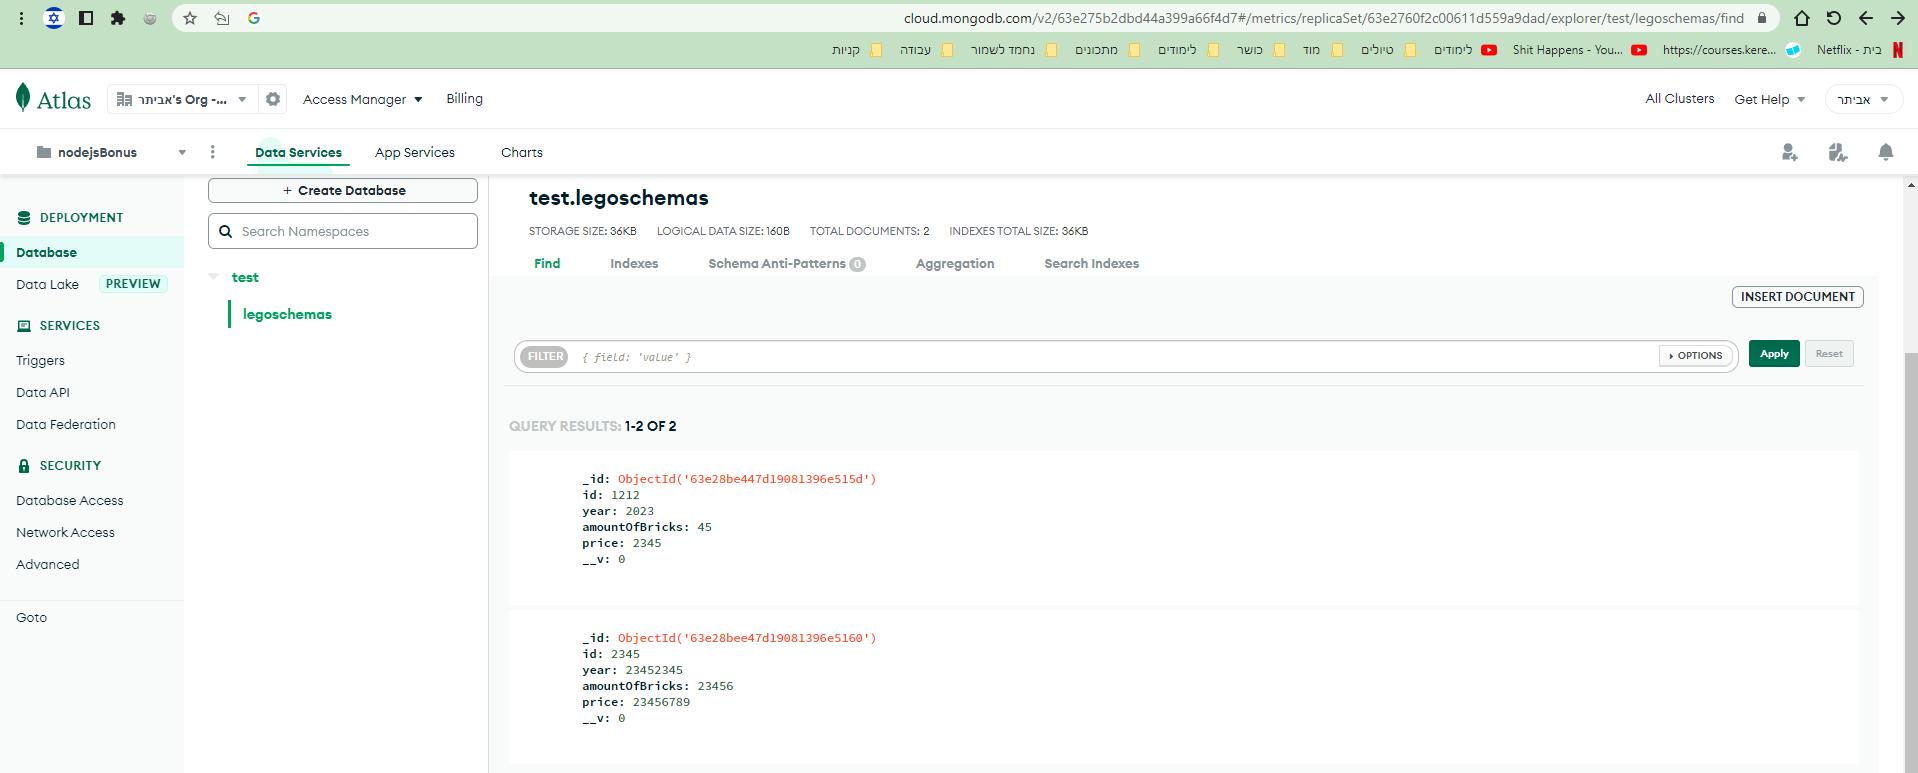 cloud.mongodb.com/v2/63e275b2dbd44a399a66f4d7#/metrics/replicaSet/63e2760f2c00611d559a9dad/explorer/test/legoschemas/find
קניות עבודה נחמד לשמור מתכונים לימודים כושר מוד טיולים לימודים Shit Happens - You... https://courses.kere... Netflix - בית
Atlas אביתר's Org -... Access Manager Billing All Clusters Get Help אביתר
nodejsBonus Data Services App Services Charts
+ Create Database
Search Namespaces
test
legoschemas
DEPLOYMENT
Database
Data Lake PREVIEW
SERVICES
Triggers
Data API
Data Federation
SECURITY
Database Access
Network Access
Advanced
Goto
test.legoschemas
STORAGE SIZE: 36KB LOGICAL DATA SIZE: 160B TOTAL DOCUMENTS: 2 INDEXES TOTAL SIZE: 36KB
Find Indexes Schema Anti-Patterns 0 Aggregation Search Indexes
INSERT DOCUMENT
FILTER { field: 'value' } OPTIONS Apply Reset
QUERY RESULTS: 1-2 OF 2
_id: ObjectId('63e28be447d19081396e515d')
id: 1212
year: 2023
amountOfBricks: 45
price: 2345
__v: 0
_id: ObjectId('63e28bee47d19081396e5160')
id: 2345
year: 23452345
amountOfBricks: 23456
price: 23456789
__v: 0